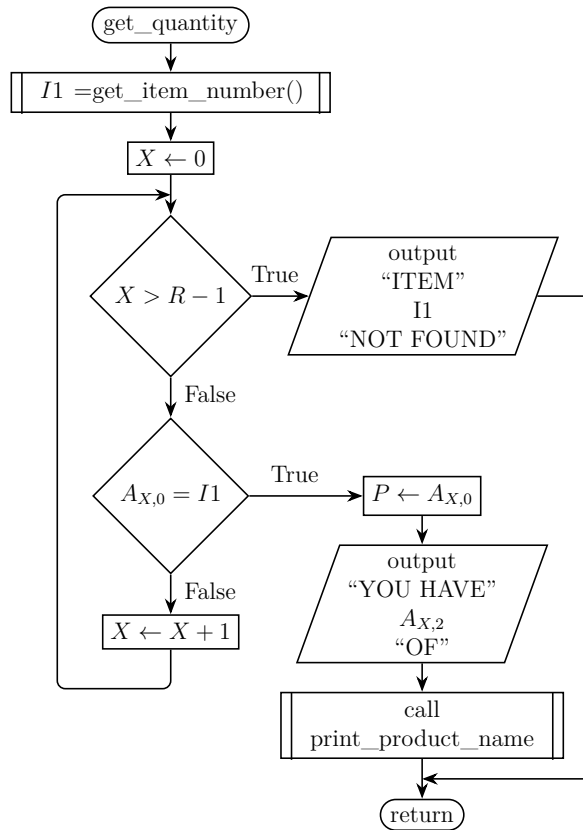 get_quantity
I1 =get_item_number()
X ← 0
X > R − 1
True
output
“ITEM”
I1
“NOT FOUND”
False
A_{X,0} = I1
True
P ← A_{X,0}
output
“YOU HAVE”
A_{X,2}
“OF”
False
X ← X + 1
call
print_product_name
return